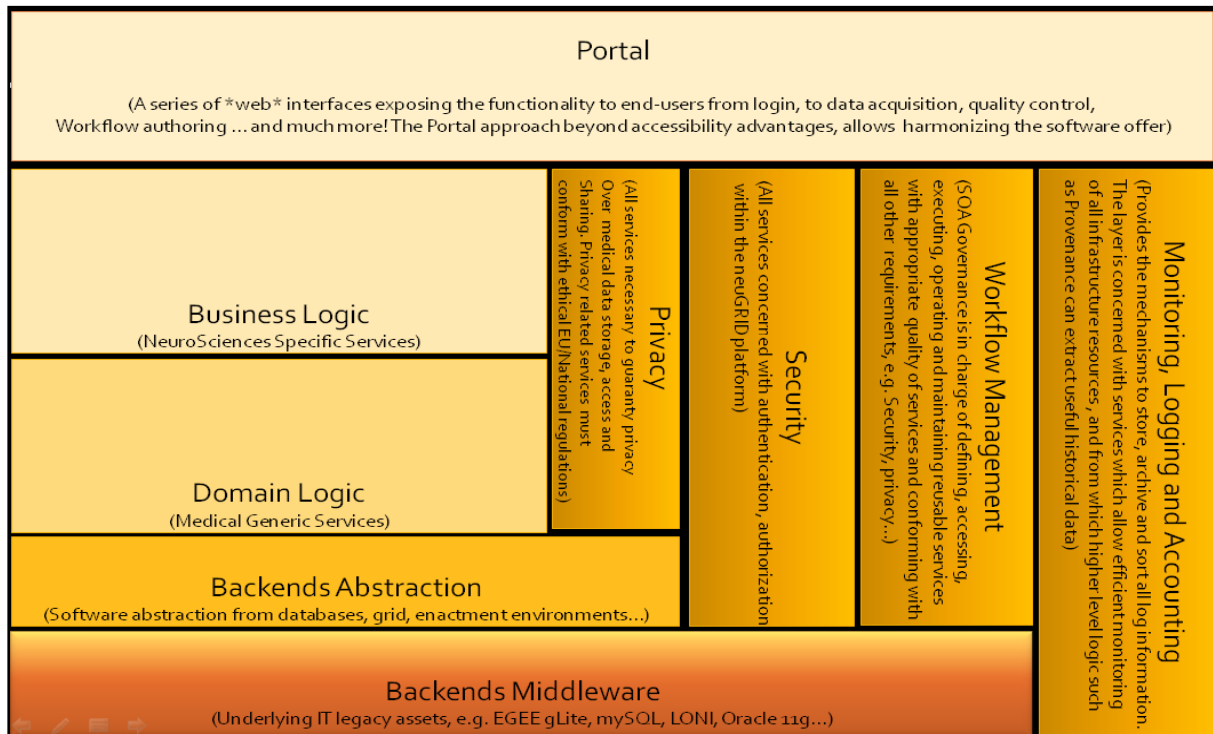 Portal
(A series of *web* interfaces exposing the functionality to end-users from login, to data acquisition, quality control,
Workflow authoring ... and much more! The Portal approach beyond accessibility advantages, allows harmonizing the software offer)
Business Logic
(NeuroSciences Specific Services)
Domain Logic
(Medical Generic Services)
Backends Abstraction
(Software abstraction from databases, grid, enactment environments...)
Backends Middleware
(Underlying IT legacy assets, e.g. EGEE gLite, mySQL, LONI, Oracle 11g...)
Privacy
(All services necessary to guaranty privacy
Over medical data storage, access and
Sharing. Privacy related services must
conform with ethical EU/National regulations)
Security
(All services concerned with authentication, authorization
within the neuGRID platform)
Workflow Management
(SOA Governance is in charge of defining, accessing,
executing, operating and maintaining reusable services
with appropriate quality of services and conforming with
all other requirements, e.g. Security, privacy...)
Monitoring, Logging and Accounting
(Provides the mechanisms to store, archive and sort all log information.
The layer is concerned with services which allow efficient monitoring
of all infrastructure resources, and from which higher level logic such
as Provenance can extract useful historical data)